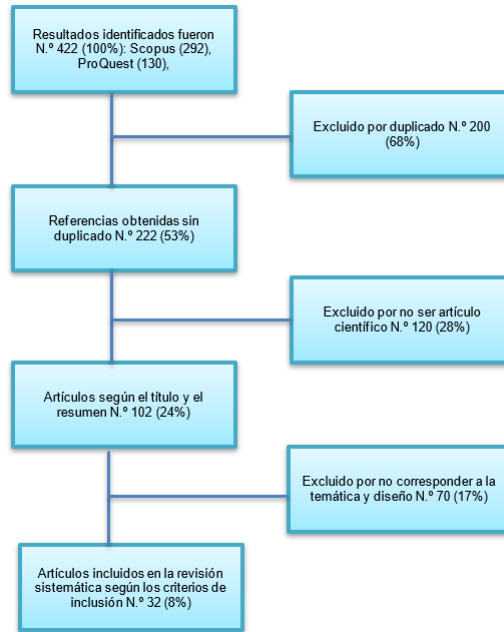 Resultados identificados fueron
N.º 422 (100%): Scopus (292),
ProQuest (130),
Excluido por duplicado N.º 200
(68%)
Referencias obtenidas sin
duplicado N.º 222 (53%)
Excluido por no ser artículo
científico N.º 120 (28%)
Artículos según el título y el
resumen N.º 102 (24%)
Excluido por no corresponder a la
temática y diseño N.º 70 (17%)
Artículos incluidos en la revisión
sistemática según los criterios de
inclusión N.º 32 (8%)